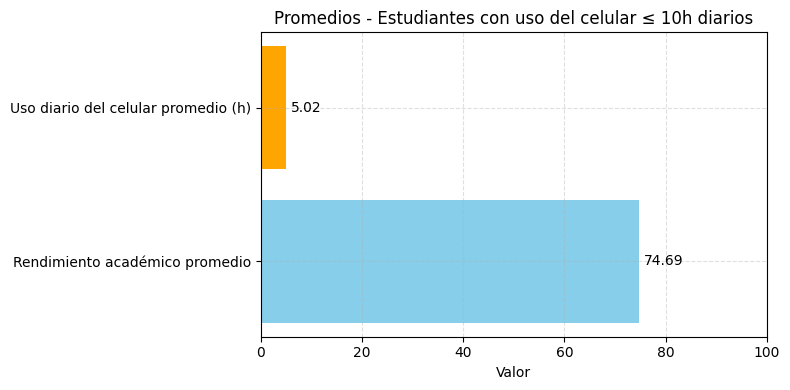 Promedios - Estudiantes con uso del celular ≤ 10h diarios
Uso diario del celular promedio (h)
5.02
Rendimiento académico promedio
74.69
0 20 40 60 80 100
Valor